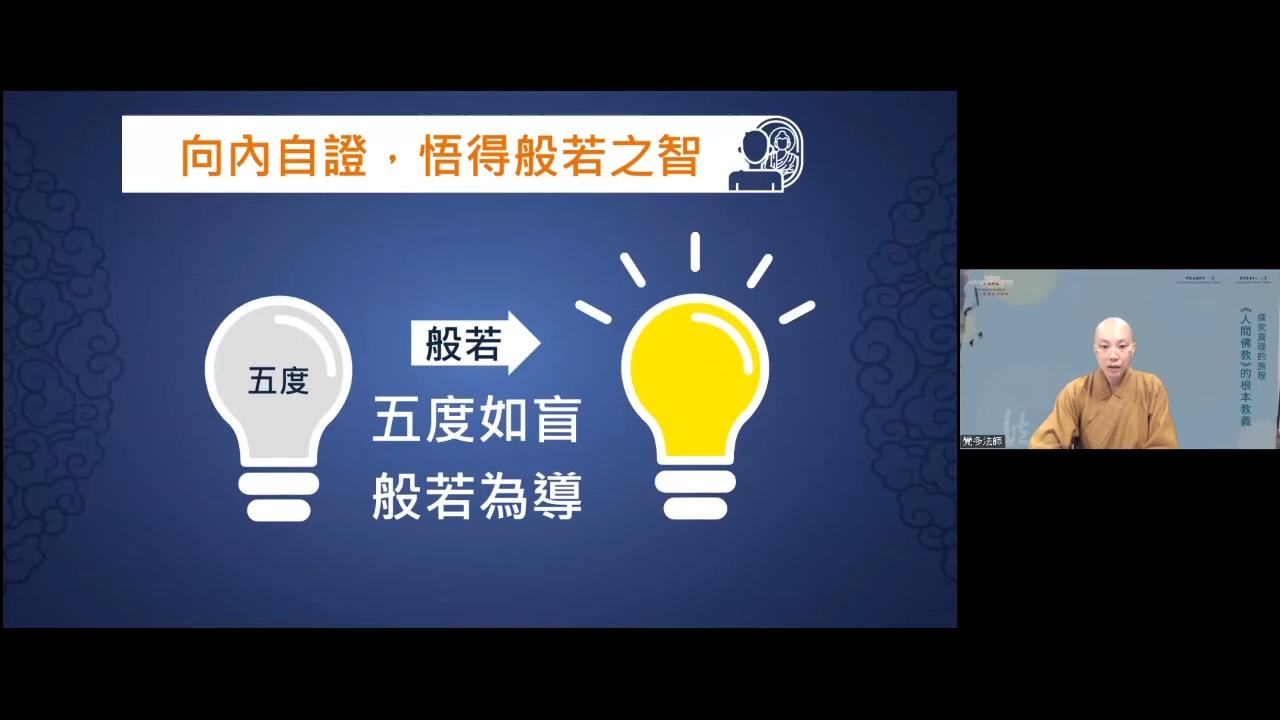 向內自證，悟得般若之智
五度
般若
五度如盲
般若為導
探究真理的旅程
《人間佛教》的根本教義
覺多法師